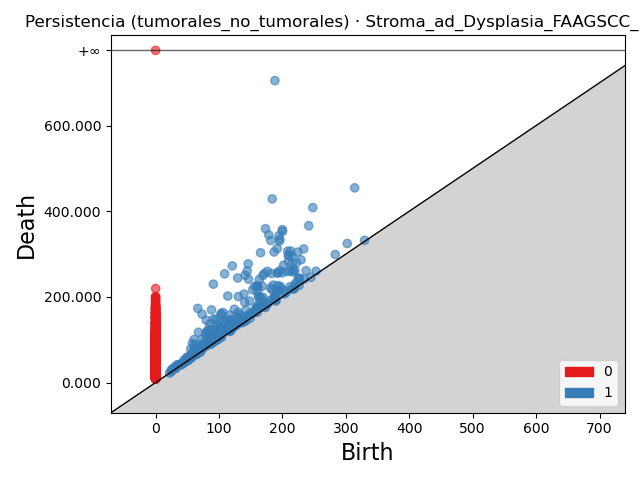 Persistencia (tumorales_no_tumorales) · Stroma_ad_Dysplasia_FAAGSCC_
+∞
600.000
400.000
200.000
0.000
Death
0
1
0 100 200 300 400 500 600 700
Birth